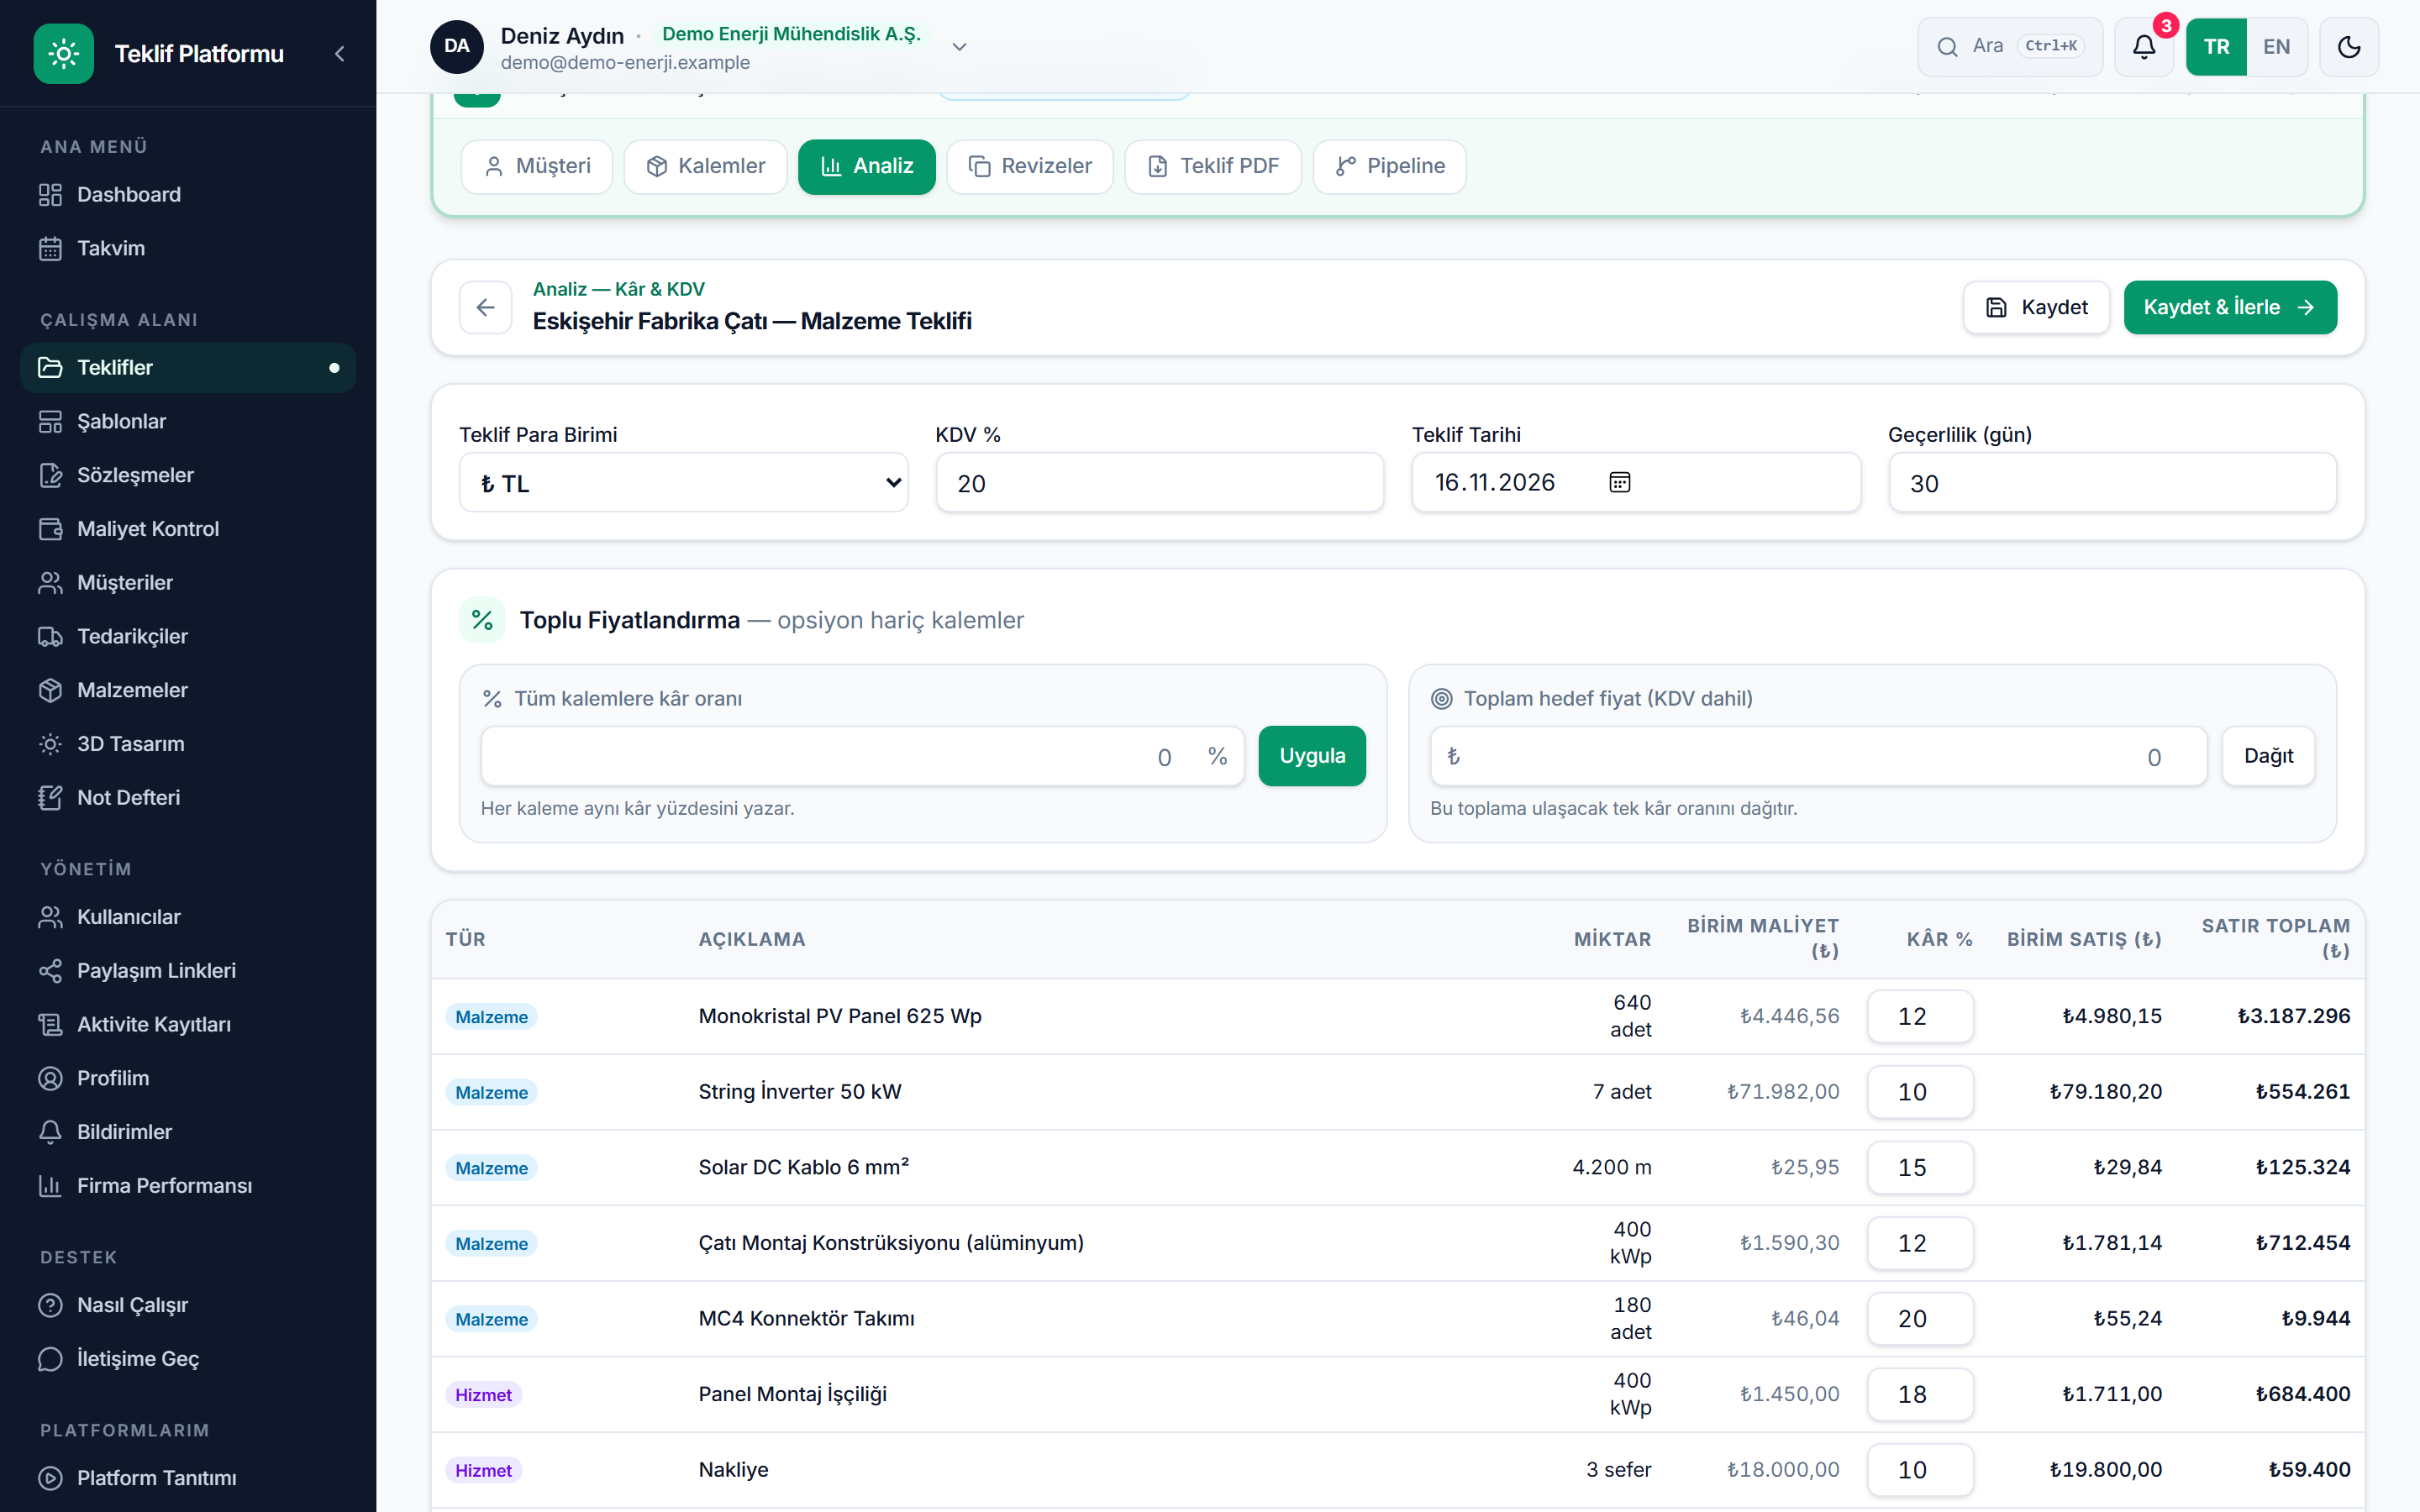 Teklif Platformu
ANA MENÜ
Dashboard
Takvim
ÇALIŞMA ALANI
Teklifler
Şablonlar
Sözleşmeler
Maliyet Kontrol
Müşteriler
Tedarikçiler
Malzemeler
3D Tasarım
Not Defteri
YÖNETİM
Kullanıcılar
Paylaşım Linkleri
Aktivite Kayıtları
Profilim
Bildirimler
Firma Performansı
DESTEK
Nasıl Çalışır
İletişime Geç
PLATFORMLARIM
Platform Tanıtımı
DA
Deniz Aydın · Demo Enerji Mühendislik A.Ş.
demo@demo-enerji.example
Ara Ctrl+K
3
TR EN
Müşteri Kalemler Analiz Revizeler Teklif PDF Pipeline
Analiz — Kâr & KDV
Eskişehir Fabrika Çatı — Malzeme Teklifi
Kaydet
Kaydet & İlerle
Teklif Para Birimi KDV % Teklif Tarihi Geçerlilik (gün)
₺ TL 20 16.11.2026 30
% Toplu Fiyatlandırma — opsiyon hariç kalemler
% Tüm kalemlere kâr oranı
0 %
Uygula
Her kaleme aynı kâr yüzdesini yazar.
Toplam hedef fiyat (KDV dahil)
₺ 0
Dağıt
Bu toplama ulaşacak tek kâr oranını dağıtır.
TÜR AÇIKLAMA MİKTAR BİRİM MALİYET (₺) KÂR % BİRİM SATIŞ (₺) SATIR TOPLAM (₺)
Malzeme Monokristal PV Panel 625 Wp 640 adet ₺4.446,56 12 ₺4.980,15 ₺3.187.296
Malzeme String İnverter 50 kW 7 adet ₺71.982,00 10 ₺79.180,20 ₺554.261
Malzeme Solar DC Kablo 6 mm² 4.200 m ₺25,95 15 ₺29,84 ₺125.324
Malzeme Çatı Montaj Konstrüksiyonu (alüminyum) 400 kWp ₺1.590,30 12 ₺1.781,14 ₺712.454
Malzeme MC4 Konnektör Takımı 180 adet ₺46,04 20 ₺55,24 ₺9.944
Hizmet Panel Montaj İşçiliği 400 kWp ₺1.450,00 18 ₺1.711,00 ₺684.400
Hizmet Nakliye 3 sefer ₺18.000,00 10 ₺19.800,00 ₺59.400